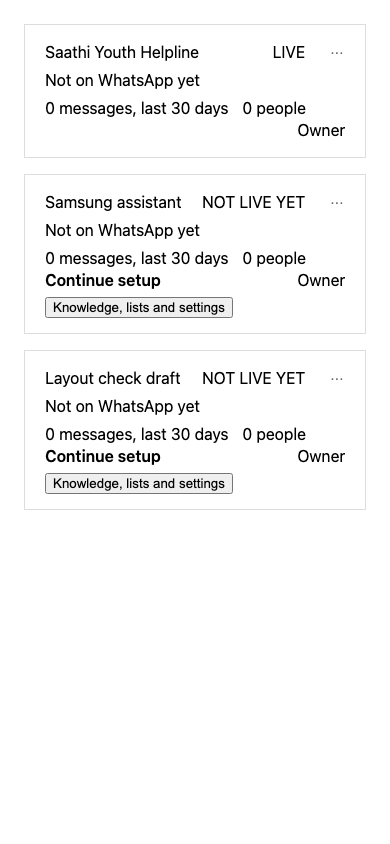 Saathi Youth Helpline LIVE ...
Not on WhatsApp yet
0 messages, last 30 days 0 people
Owner
Samsung assistant NOT LIVE YET ...
Not on WhatsApp yet
0 messages, last 30 days 0 people
Continue setup Owner
Knowledge, lists and settings
Layout check draft NOT LIVE YET ...
Not on WhatsApp yet
0 messages, last 30 days 0 people
Continue setup Owner
Knowledge, lists and settings